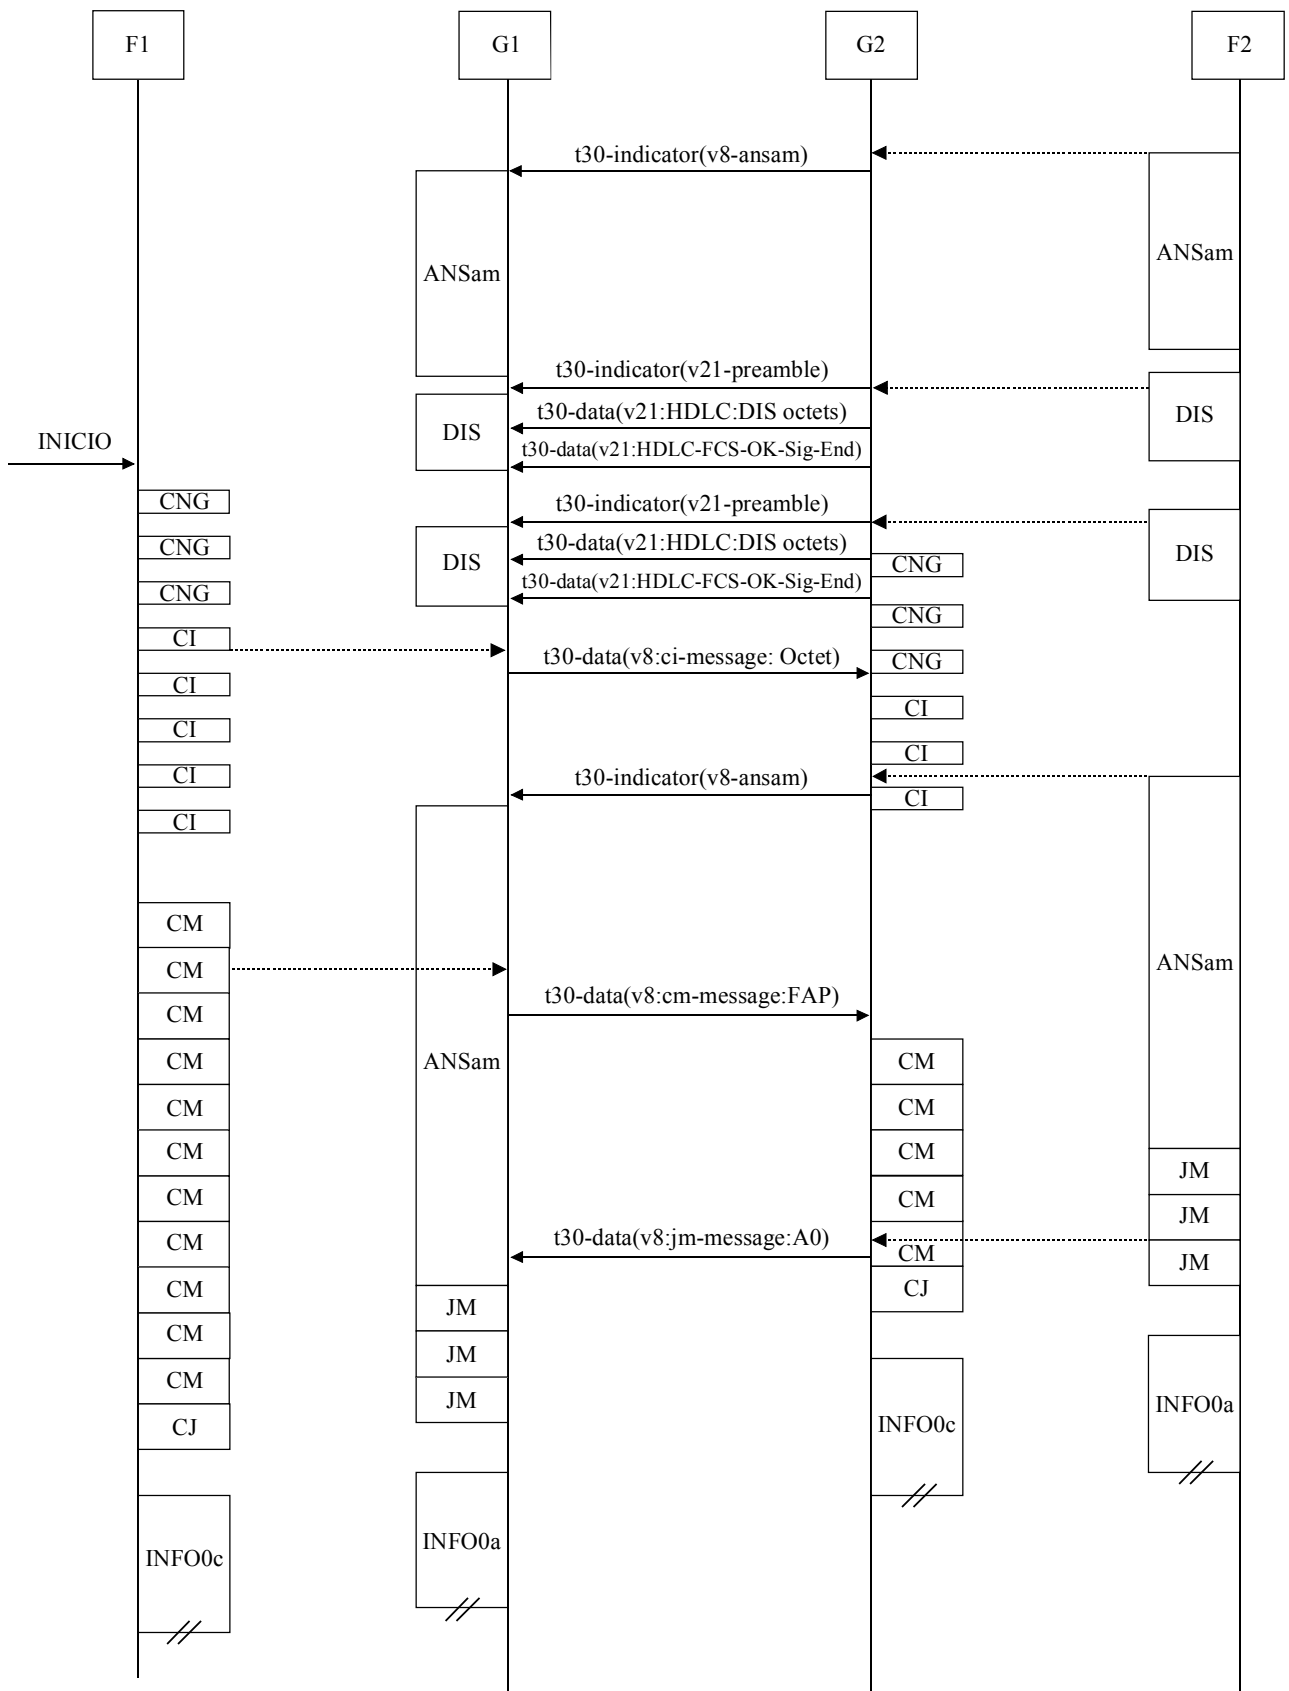 F1 G1 G2 F2
t30-indicator(v8-ansam)
ANSam
ANSam
t30-indicator(v21-preamble)
t30-data(v21:HDLC:DIS octets)
DIS
DIS
INICIO
t30-data(v21:HDLC-FCS-OK-Sig-End)
CNG
t30-indicator(v21-preamble)
CNG
t30-data(v21:HDLC:DIS octets)
DIS
CNG
DIS
t30-data(v21:HDLC-FCS-OK-Sig-End)
CNG
CNG
CI
t30-data(v8:ci-message: Octet)
CNG
CI
CI
CI
CI
CI
t30-indicator(v8-ansam)
CI
CI
CM
CM
ANSam
t30-data(v8:cm-message:FAP)
CM
CM
ANSam
CM
CM
CM
CM
CM
JM
CM
CM
JM
CM
t30-data(v8:jm-message:A0)
CM
JM
CM
CJ
JM
CM
JM
CM
JM
INFO0a
CJ
INFO0c
INFO0a
INFO0c